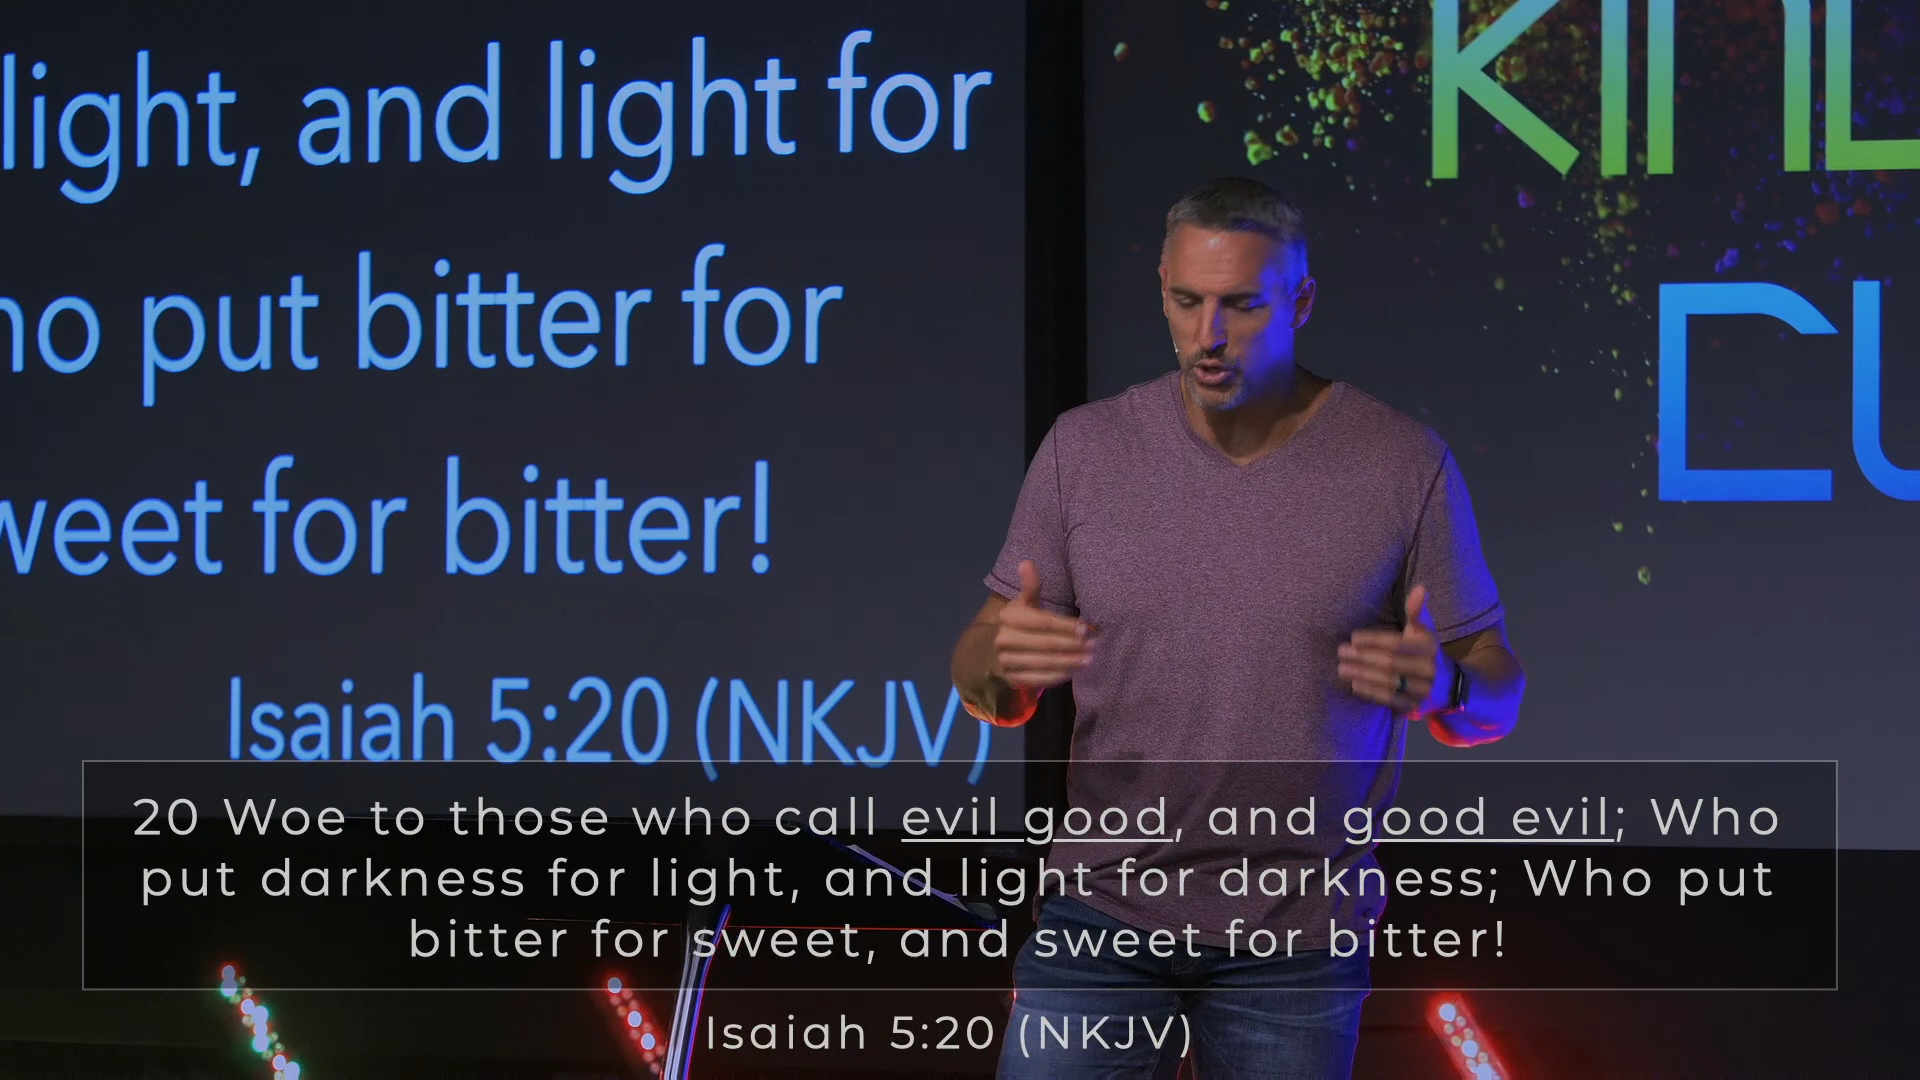 light, and light for
put bitter for
for bitter!
Isaiah 5:20 (NKJV)
20 Woe to those who call evil good, and good evil; Who
put darkness for light, and light for darkness; Who put
bitter for sweet, and sweet for bitter!
Isaiah 5:20 (NKJV)